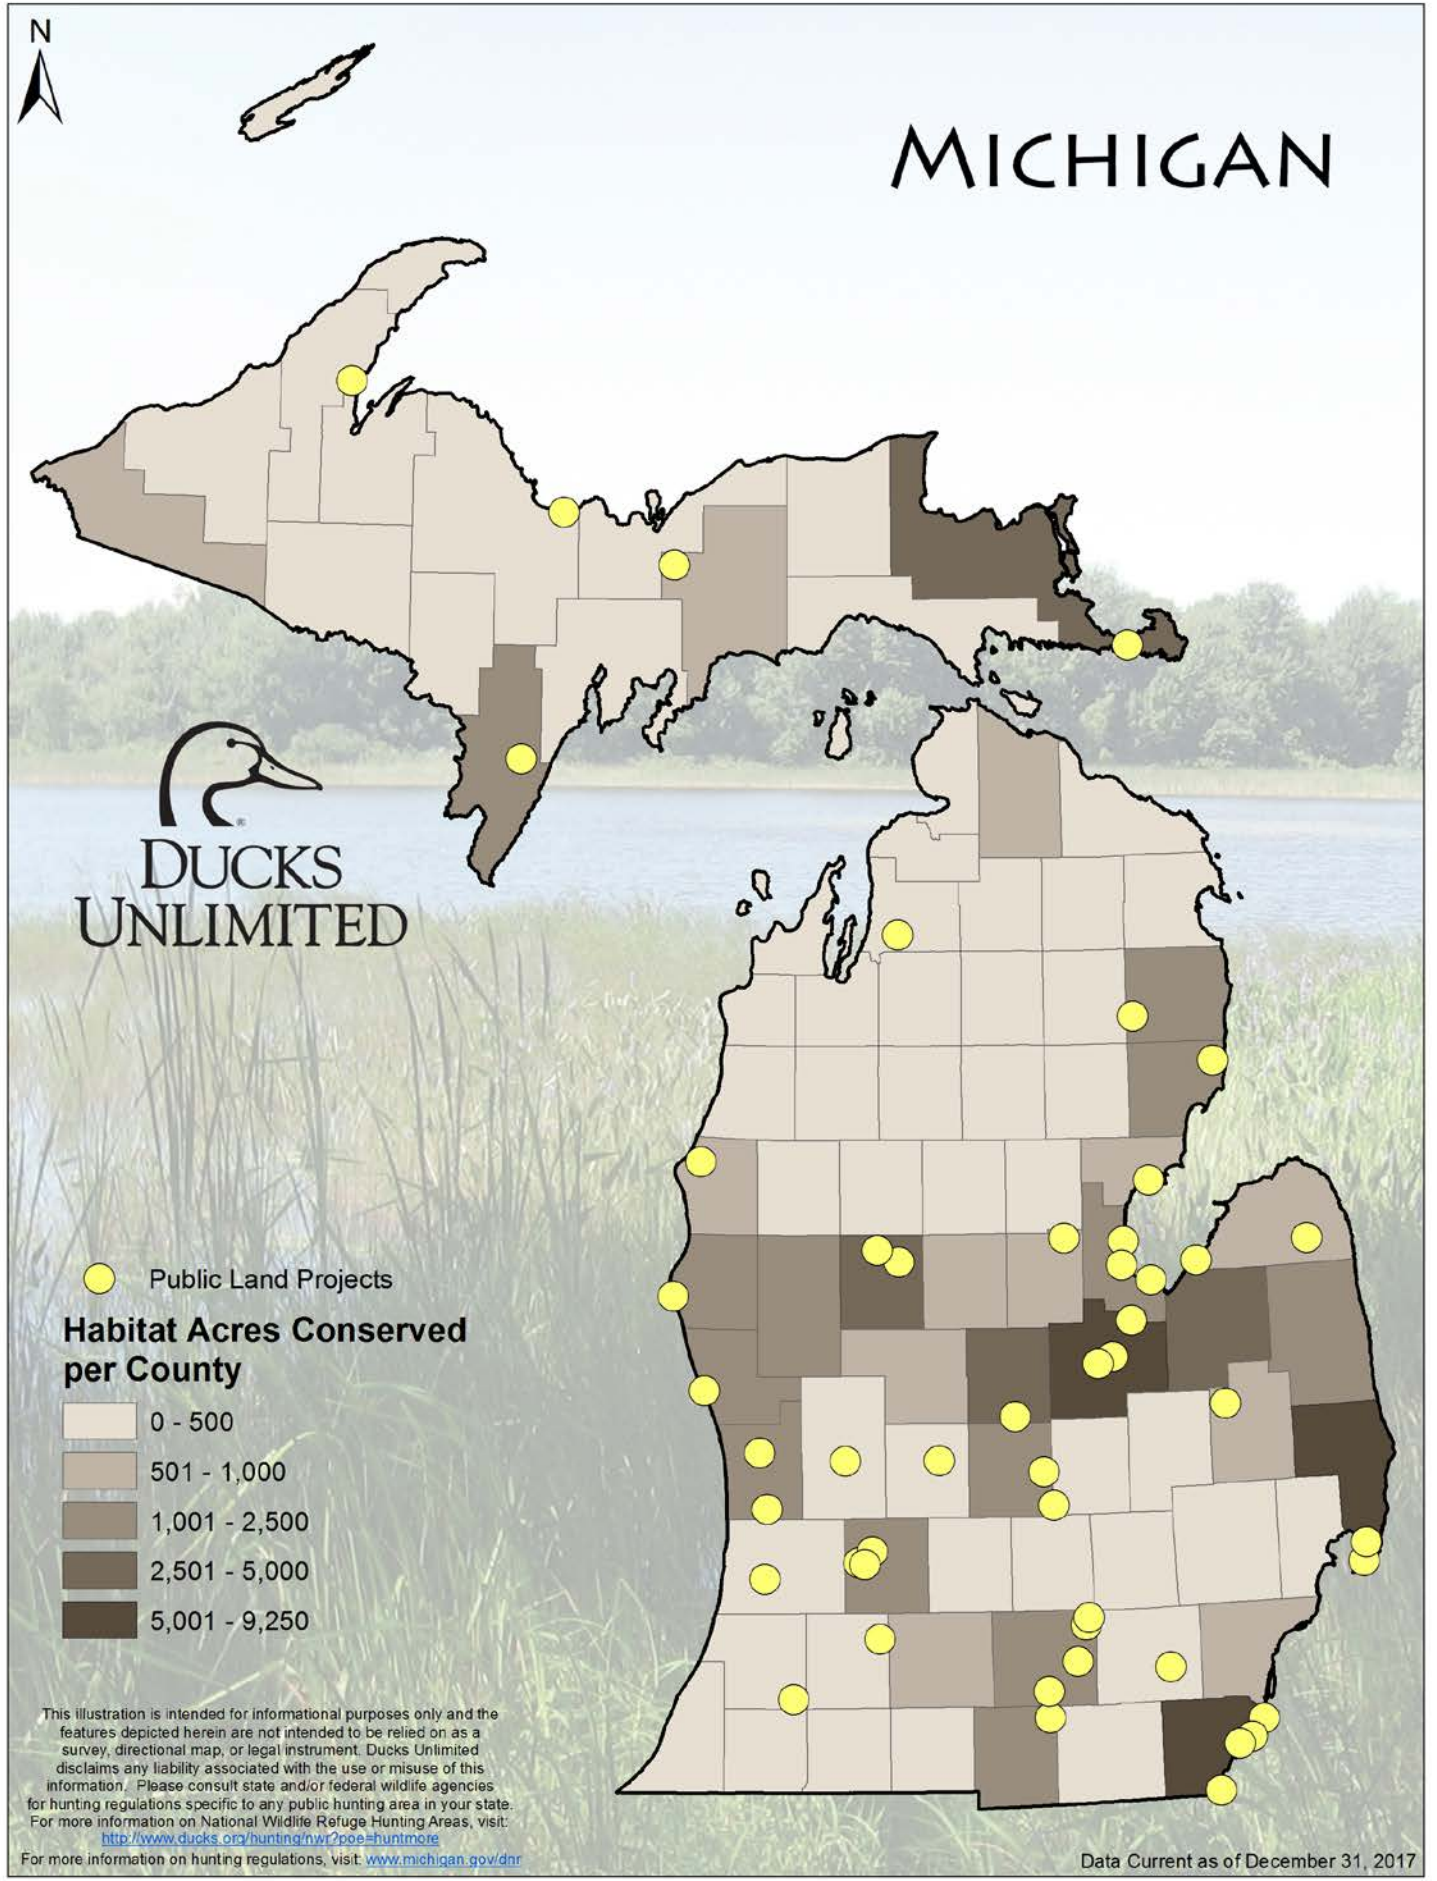 N
MICHIGAN
DUCKS
UNLIMITED
®
Public Land Projects
Habitat Acres Conserved
per County
0 - 500
501 - 1,000
1,001 - 2,500
2,501 - 5,000
5,001 - 9,250
This illustration is intended for informational purposes only and the
features depicted herein are not intended to be relied on as a
survey, directional map, or legal instrument. Ducks Unlimited
disclaims any liability associated with the use or misuse of this
information. Please consult state and/or federal wildlife agencies
for hunting regulations specific to any public hunting area in your state.
For more information on National Wildlife Refuge Hunting Areas, visit:
http://www.ducks.org/hunting/nwr?poe=huntmore
For more information on hunting regulations, visit: www.michigan.gov/dnr
Data Current as of December 31, 2017